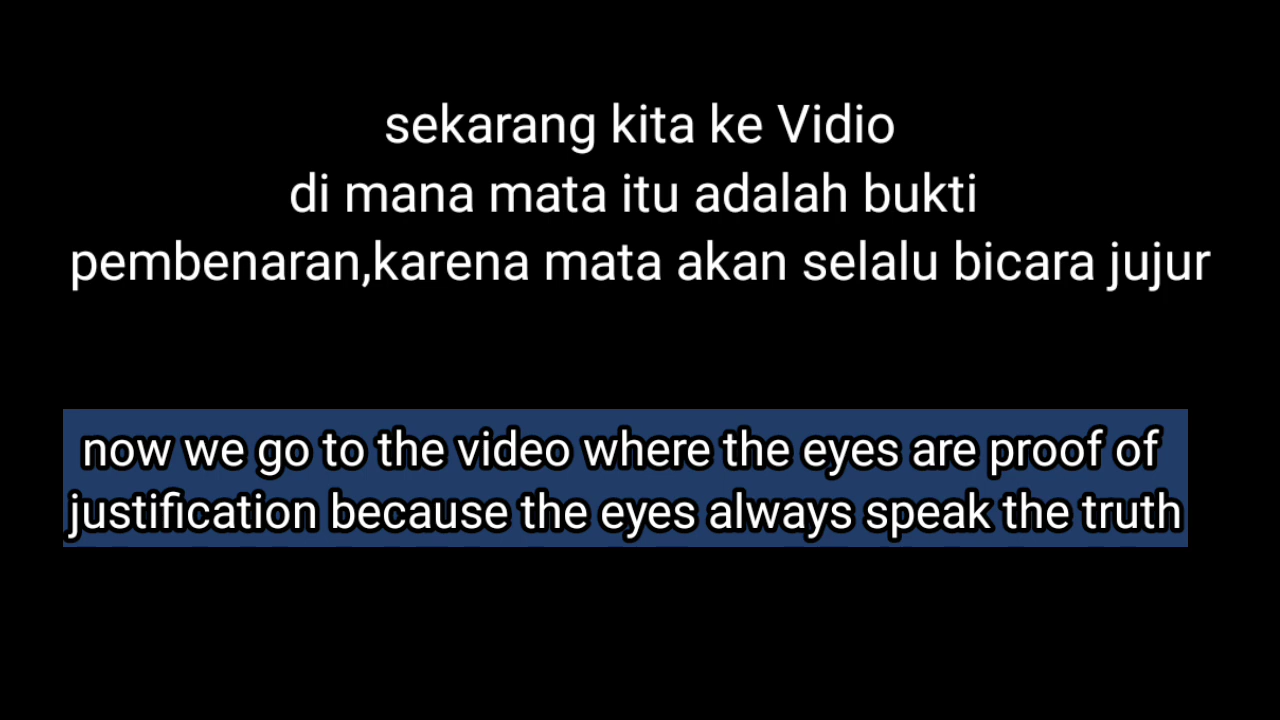 sekarang kita ke Vidio
di mana mata itu adalah bukti
pembenaran,karena mata akan selalu bicara jujur
now we go to the video where the eyes are proof of
justification because the eyes always speak the truth